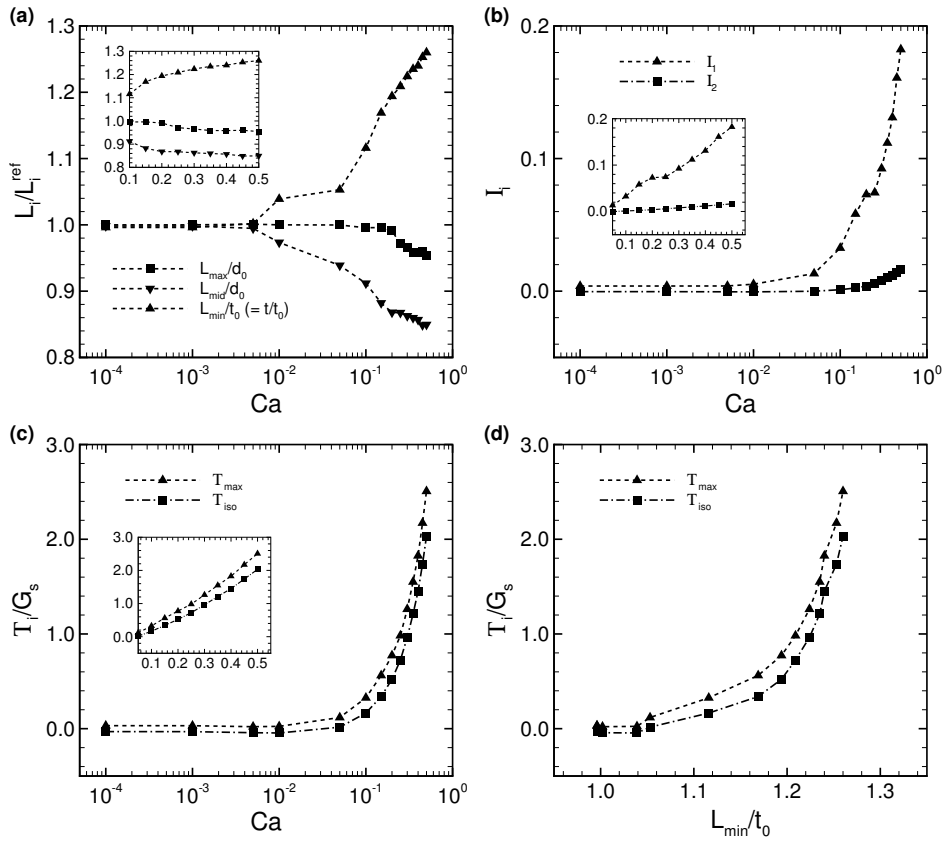 (a)
1.3
1.2
1.1
1.0
0.9
0.8
L_i/L_i^ref
1.3
1.2
1.1
1.0
0.9
0.8
0.1 0.2 0.3 0.4 0.5
L_max/d_0
L_mid/d_0
L_min/t_0 (= t/t_0)
10^-4 10^-3 10^-2 10^-1 10^0
Ca
(b)
0.2
0.1
0.0
I_i
I_1
I_2
0.2
0.1
0.0
0.1 0.2 0.3 0.4 0.5
10^-4 10^-3 10^-2 10^-1 10^0
Ca
(c)
3.0
2.0
1.0
0.0
T_i/G_s
T_max
T_iso
3.0
2.0
1.0
0.0
0.1 0.2 0.3 0.4 0.5
10^-4 10^-3 10^-2 10^-1 10^0
Ca
(d)
3.0
2.0
1.0
0.0
T_i/G_s
T_max
T_iso
1.0 1.1 1.2 1.3
L_min/t_0